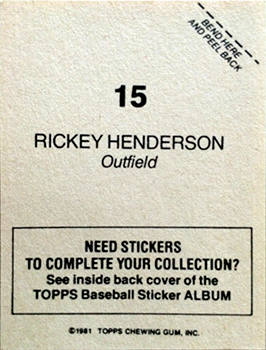 BEND HERE
AND PEEL BACK
15
RICKEY HENDERSON
Outfield
NEED STICKERS
TO COMPLETE YOUR COLLECTION?
See inside back cover of the
TOPPS Baseball Sticker ALBUM
©1981 TOPPS CHEWING GUM, INC.